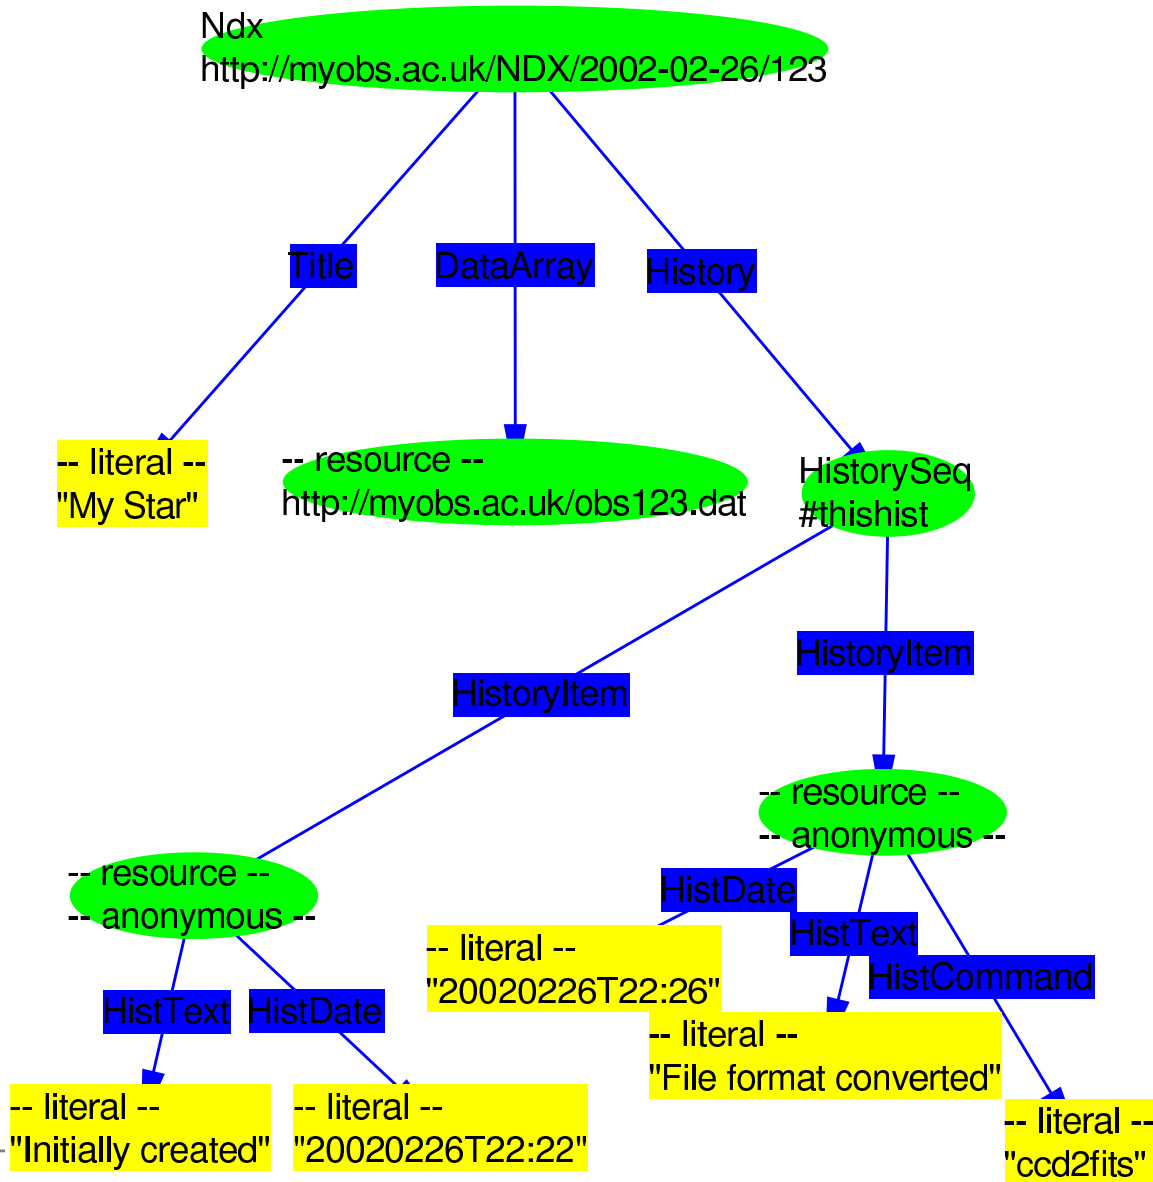 Ndx
http://myobs.ac.uk/NDX/2002-02-26/123
Title
DataArray
History
-- literal --
"My Star"
-- resource --
http://myobs.ac.uk/obs123.dat
HistorySeq
#thishist
HistoryItem
HistoryItem
-- resource --
-- anonymous --
-- resource --
-- anonymous --
HistDate
HistText
HistCommand
-- literal --
"20020226T22:26"
HistText
HistDate
-- literal --
"File format converted"
-- literal --
"Initially created"
-- literal --
"20020226T22:22"
-- literal --
"ccd2fits"